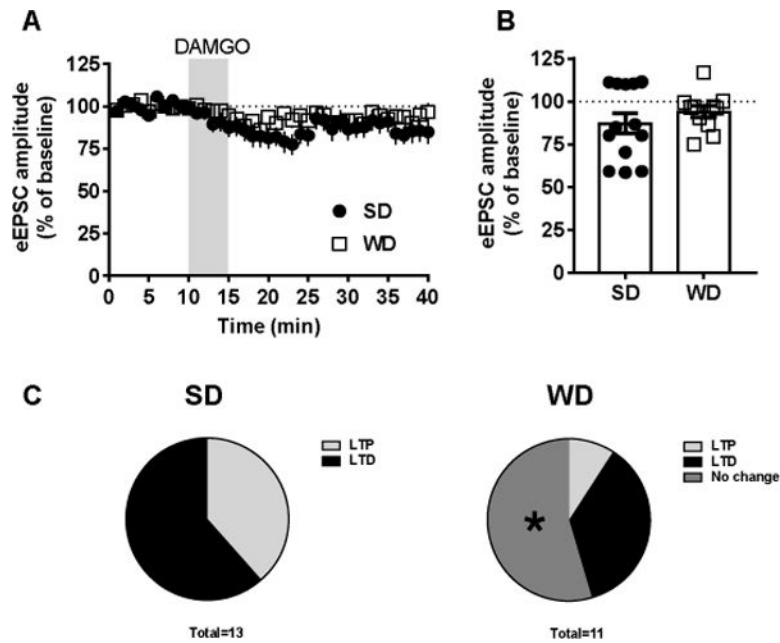 A
DAMGO
eEPSC amplitude
(% of baseline)
125
100
75
50
25
0
SD
WD
0 5 10 15 20 25 30 35 40
Time (min)
B
eEPSC amplitude
(% of baseline)
125
100
75
50
25
0
SD WD
C
SD
LTP
LTD
Total=13
WD
LTP
LTD
No change
*
Total=11